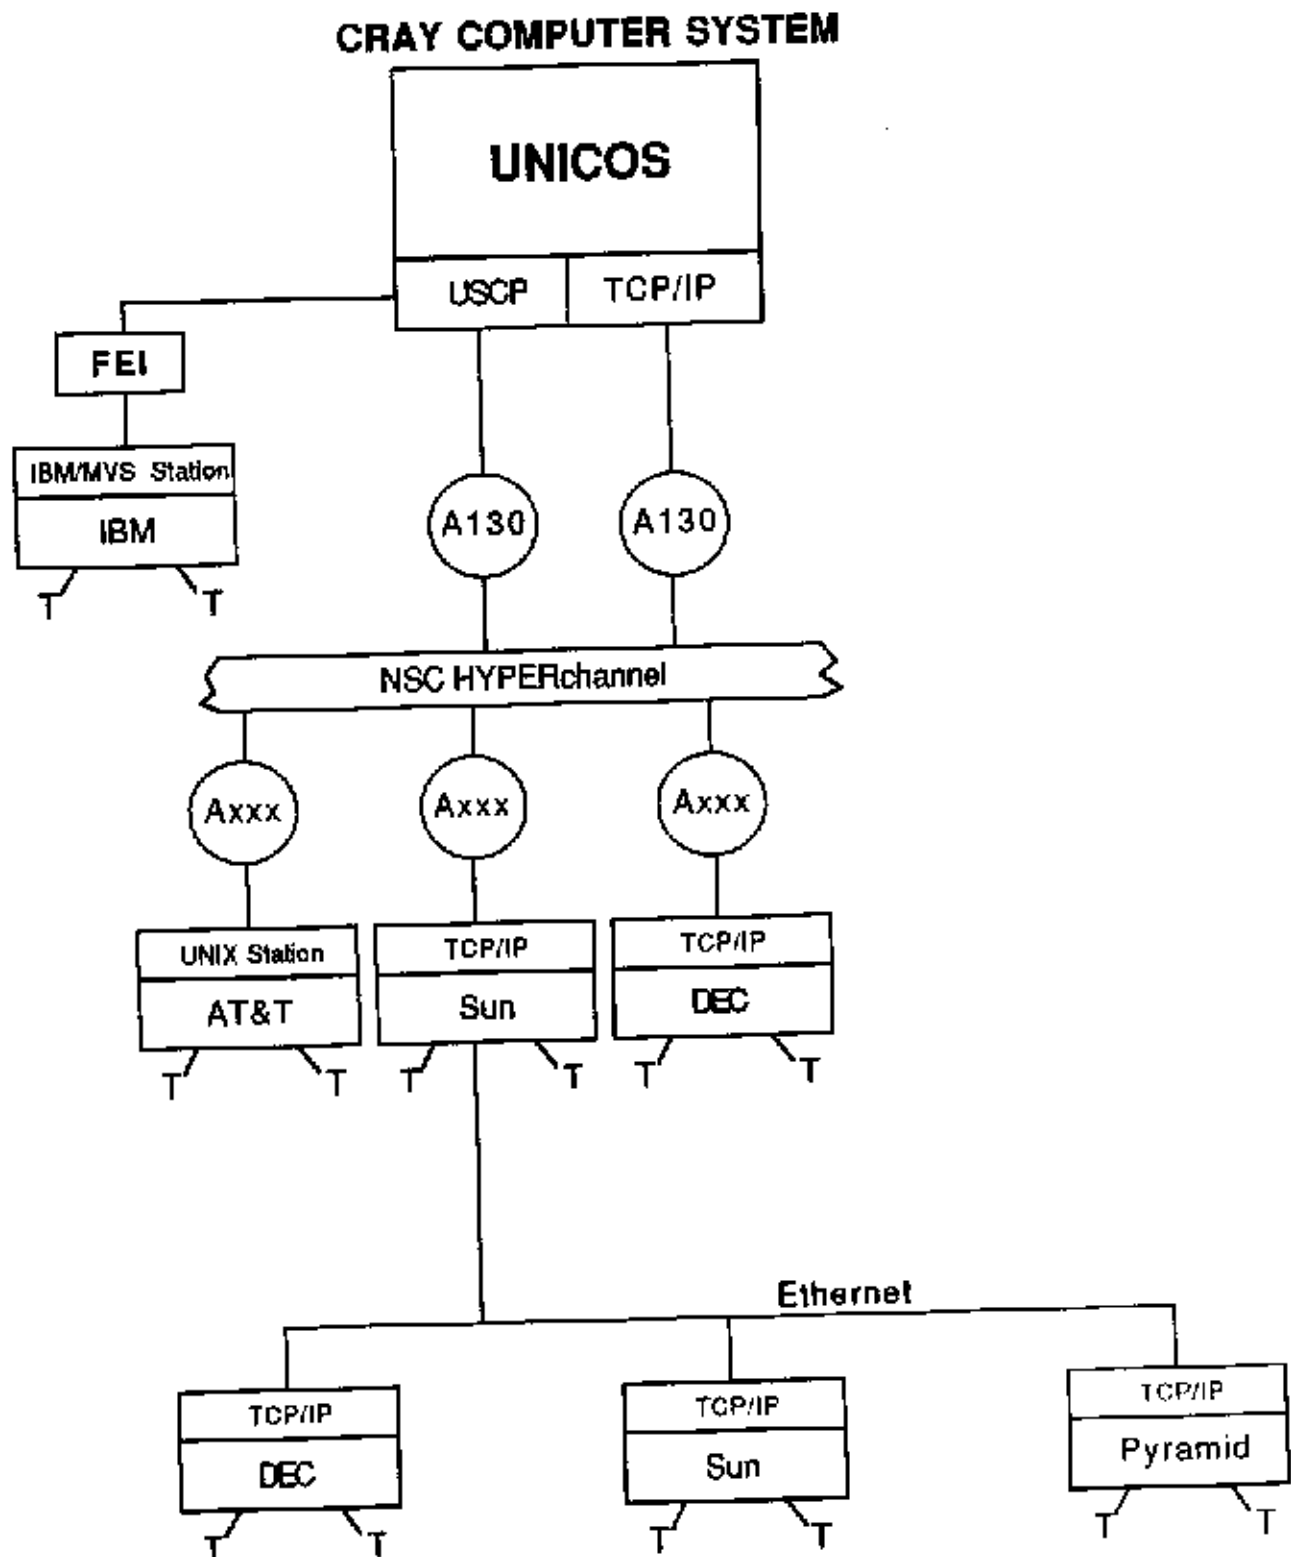 CRAY COMPUTER SYSTEM
UNICOS
USCP
TCP/IP
FEI
IBM/MVS Station
IBM
T
T
A130
A130
NSC HYPERchannel
Axxx
Axxx
Axxx
UNIX Station
TCP/IP
TCP/IP
AT&T
Sun
DEC
T
T
T
T
T
T
Ethernet
TCP/IP
TCP/IP
TCP/IP
DEC
Sun
Pyramid
T
T
T
T
T
T